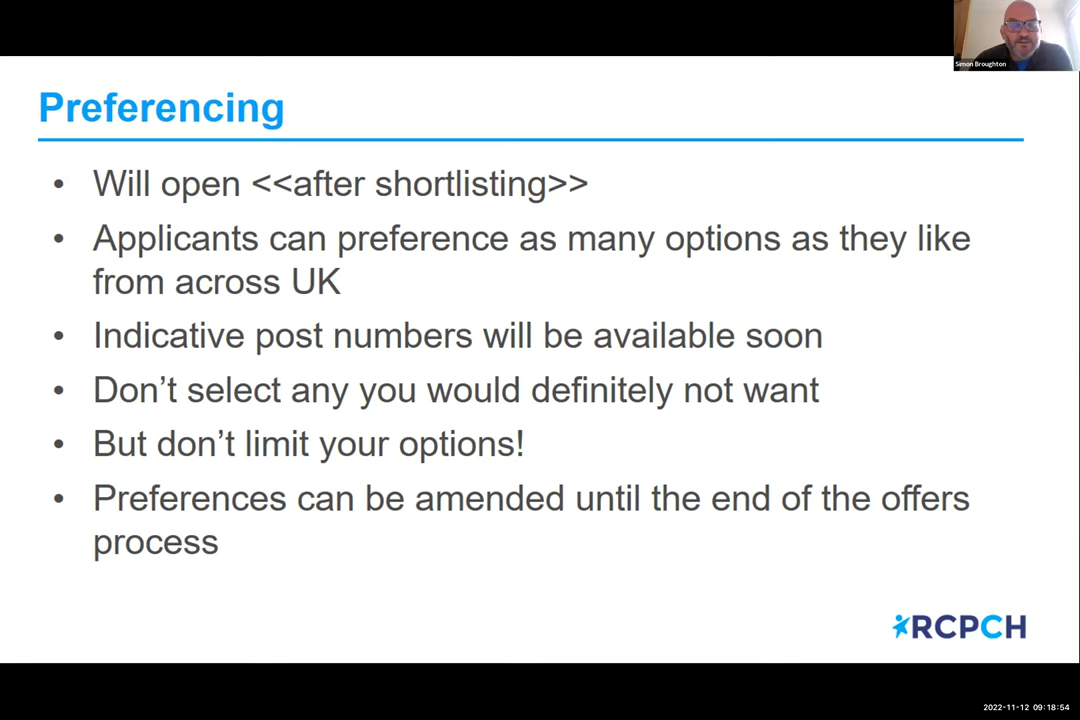 Simon Broughton
Preferencing
• Will open <<after shortlisting>>
• Applicants can preference as many options as they like
from across UK
• Indicative post numbers will be available soon
• Don’t select any you would definitely not want
• But don’t limit your options!
• Preferences can be amended until the end of the offers
process
RCPCH
2022-11-12 09:18:54